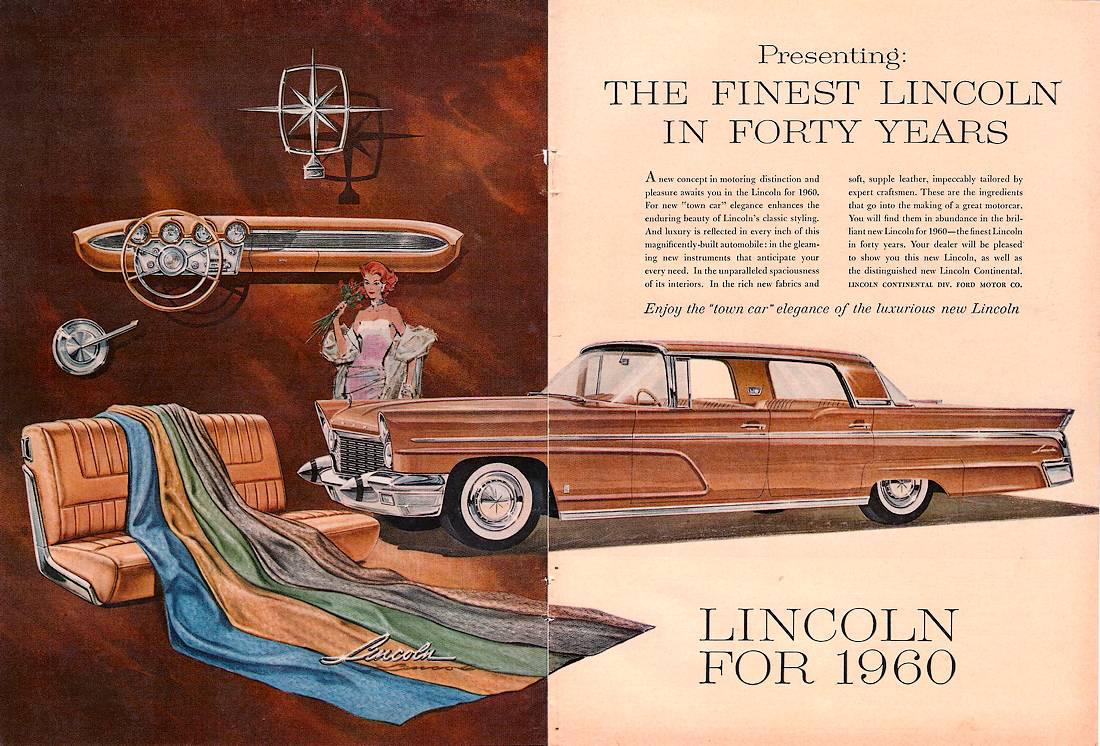 Presenting:
THE FINEST LINCOLN
IN FORTY YEARS
A new concept in motoring distinction and
pleasure awaits you in the Lincoln for 1960.
For new "town car" elegance enhances the
enduring beauty of Lincoln's classic styling.
And luxury is reflected in every inch of this
magnificently-built automobile: in the gleam-
ing new instruments that anticipate your
every need. In the unparalleled spaciousness
of its interiors. In the rich new fabrics and
soft, supple leather, impeccably tailored by
expert craftsmen. These are the ingredients
that go into the making of a great motorcar.
You will find them in abundance in the bril-
liant new Lincoln for 1960—the finest Lincoln
in forty years. Your dealer will be pleased
to show you this new Lincoln, as well as
the distinguished new Lincoln Continental.
LINCOLN CONTINENTAL DIV. FORD MOTOR CO.
Enjoy the "town car" elegance of the luxurious new Lincoln
Lincoln
Lincoln
LINCOLN
FOR 1960